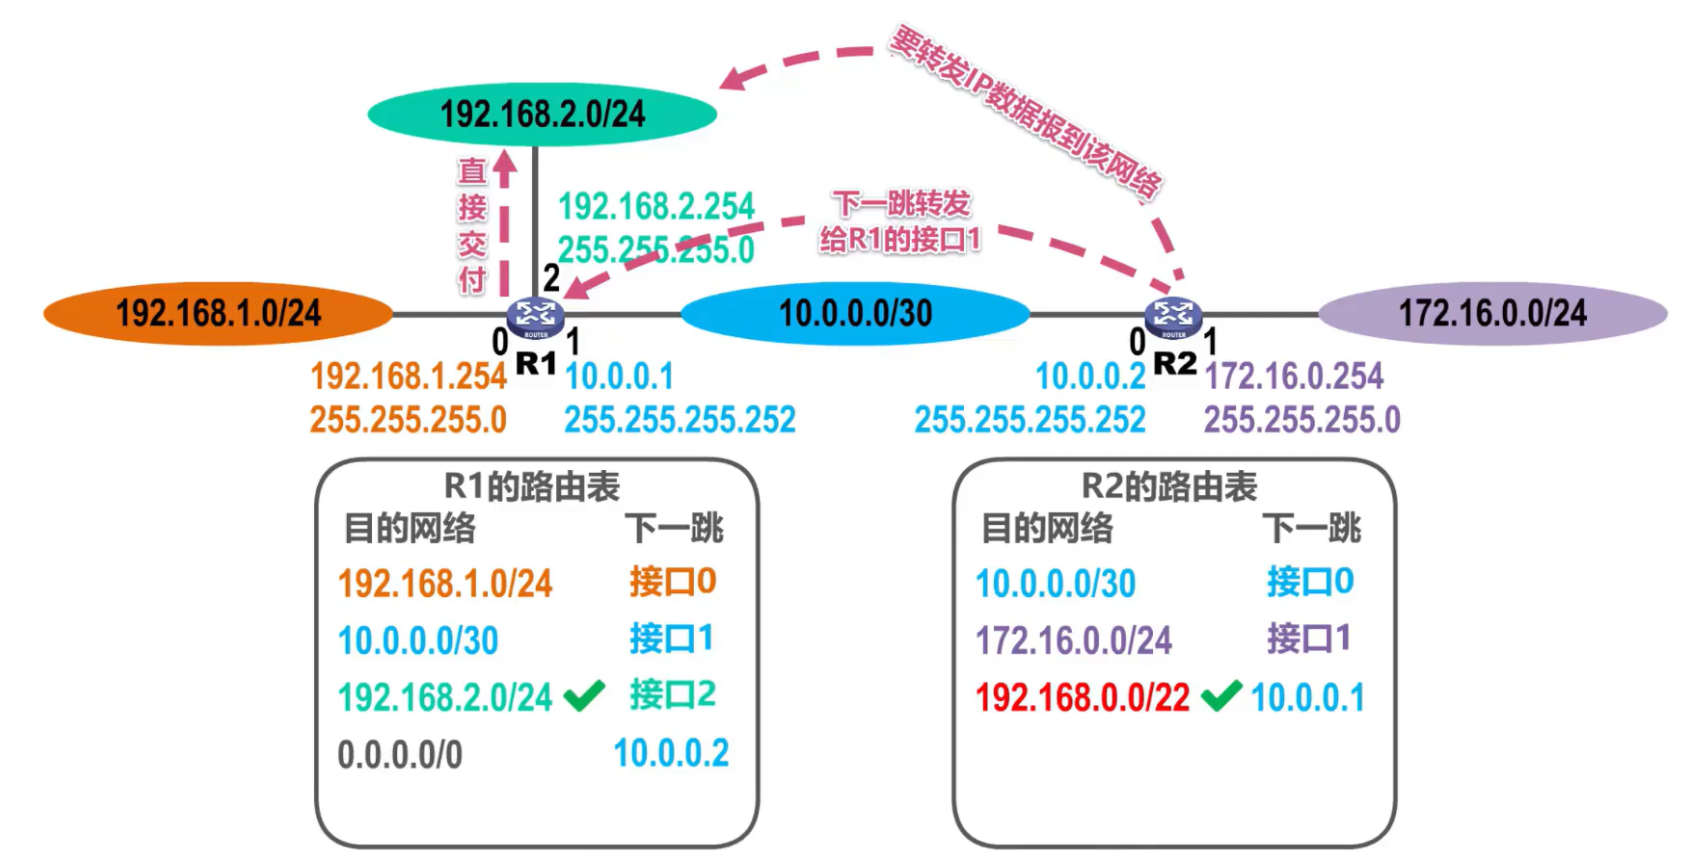 要转发IP数据报到该网络
192.168.2.0/24
直接交付
192.168.2.254
255.255.255.0
下一跳转发
给R1的接口1
2
192.168.1.0/24
ROUTER
10.0.0.0/30
ROUTER
172.16.0.0/24
0
R1
1
0
R2
1
192.168.1.254
255.255.255.0
10.0.0.1
255.255.255.252
10.0.0.2
255.255.255.252
172.16.0.254
255.255.255.0
R1的路由表
目的网络 下一跳
192.168.1.0/24 接口0
10.0.0.0/30 接口1
192.168.2.0/24 接口2
0.0.0.0/0 10.0.0.2
R2的路由表
目的网络 下一跳
10.0.0.0/30 接口0
172.16.0.0/24 接口1
192.168.0.0/22 10.0.0.1